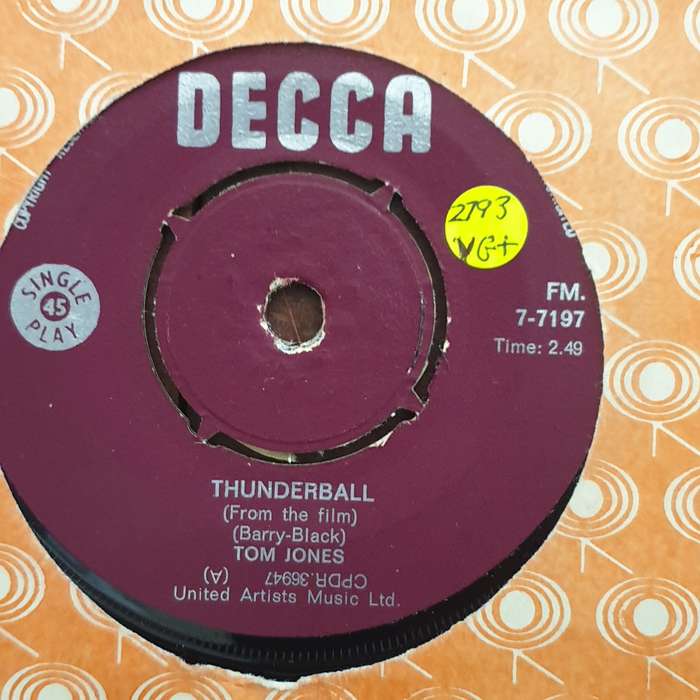 DECCA
COPYRIGHT
2793
VG+
SINGLE
45
PLAY
FM.
7-7197
Time: 2.49
THUNDERBALL
(From the film)
(Barry-Black)
TOM JONES
CPDR.36947 (A)
United Artists Music Ltd.